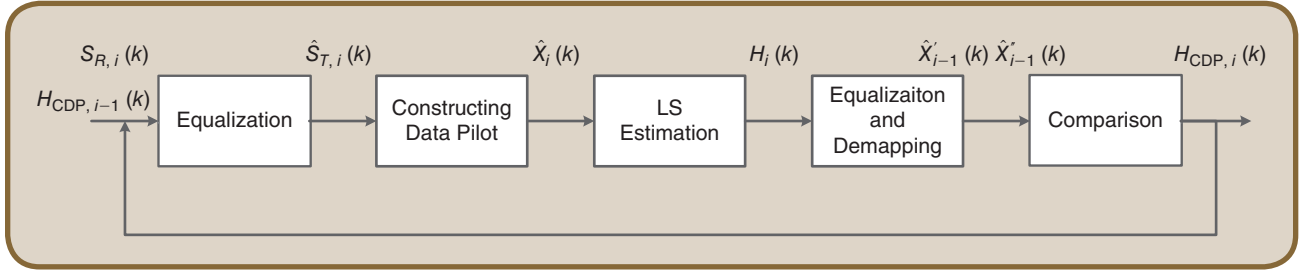 S_{R, i} (k)
H_{CDP, i−1} (k)
Equalization
Ŝ_{T, i} (k)
Constructing
Data Pilot
X̂_i (k)
LS
Estimation
H_i (k)
Equalizaiton
and
Demapping
X̂'_{i−1} (k) X̂''_{i−1} (k)
Comparison
H_{CDP, i} (k)